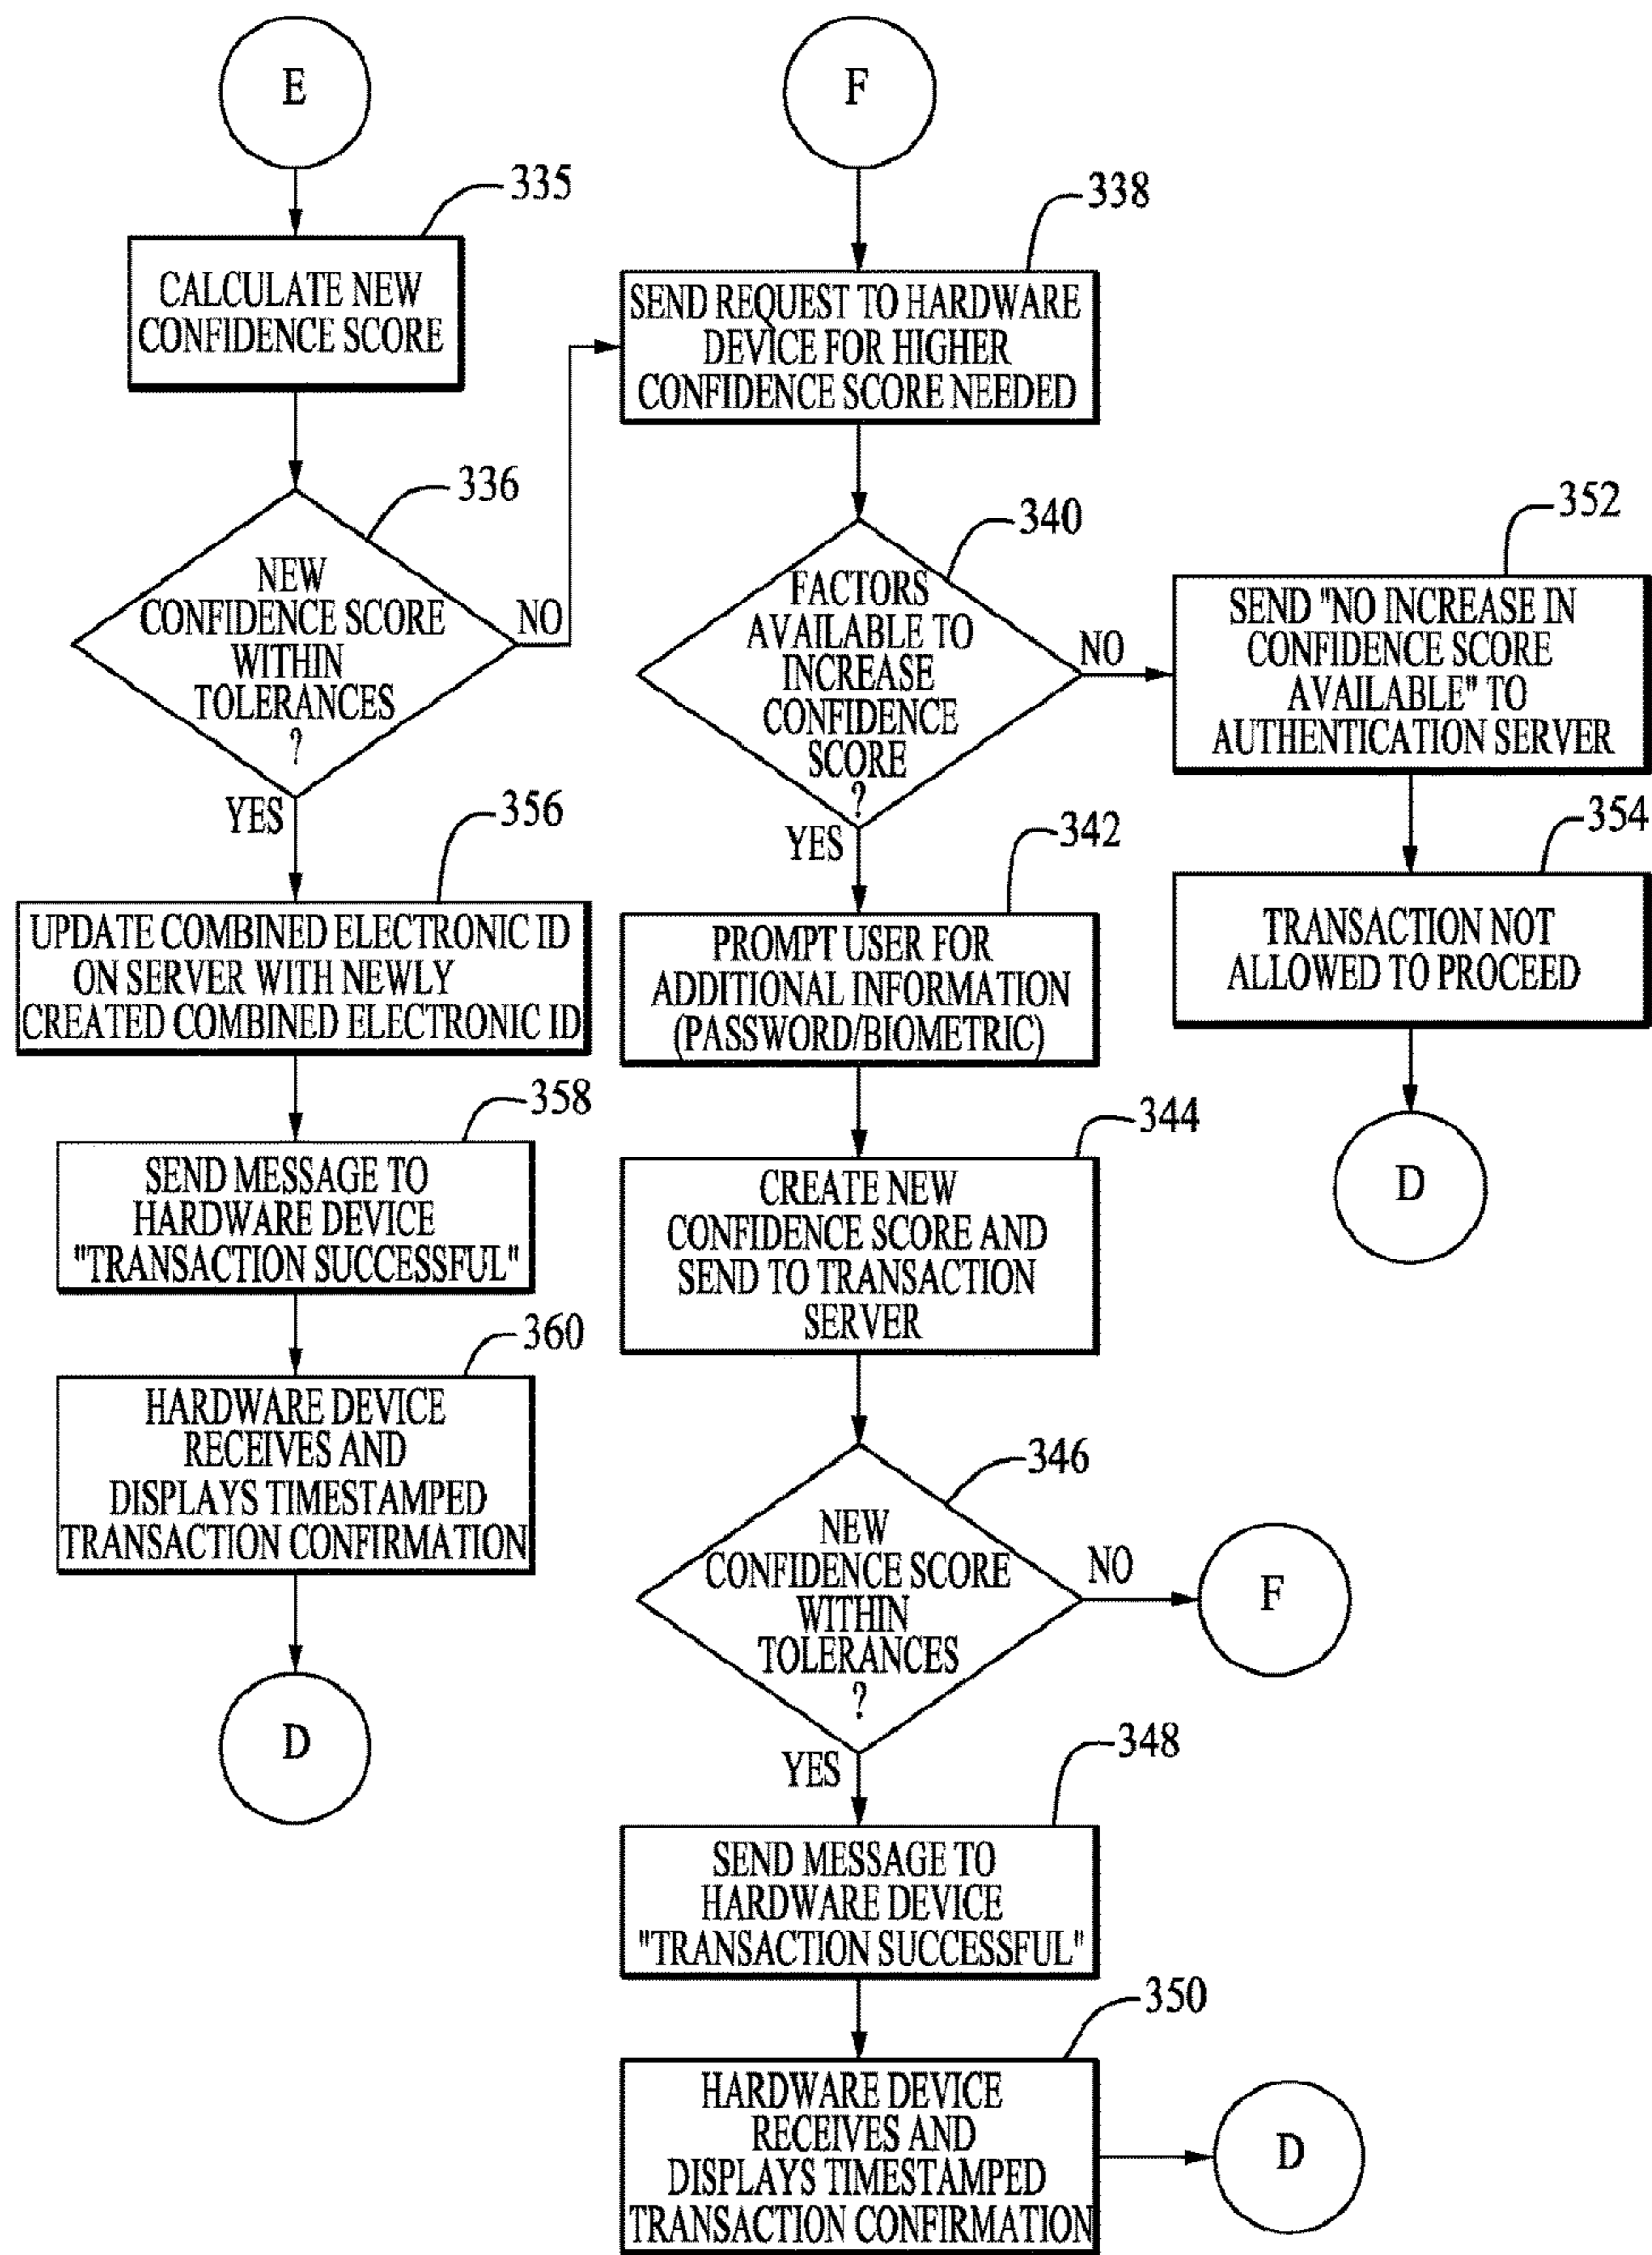 E
335
CALCULATE NEW
CONFIDENCE SCORE
336
NEW
CONFIDENCE SCORE
WITHIN
TOLERANCES
?
NO
YES
356
UPDATE COMBINED ELECTRONIC ID
ON SERVER WITH NEWLY
CREATED COMBINED ELECTRONIC ID
358
SEND MESSAGE TO
HARDWARE DEVICE
"TRANSACTION SUCCESSFUL"
360
HARDWARE DEVICE
RECEIVES AND
DISPLAYS TIMESTAMPED
TRANSACTION CONFIRMATION
D
F
338
SEND REQUEST TO HARDWARE
DEVICE FOR HIGHER
CONFIDENCE SCORE NEEDED
340
FACTORS
AVAILABLE TO
INCREASE
CONFIDENCE
SCORE
?
NO
YES
342
PROMPT USER FOR
ADDITIONAL INFORMATION
(PASSWORD/BIOMETRIC)
344
CREATE NEW
CONFIDENCE SCORE AND
SEND TO TRANSACTION
SERVER
346
NEW
CONFIDENCE SCORE
WITHIN
TOLERANCES
?
NO
F
YES
348
SEND MESSAGE TO
HARDWARE DEVICE
"TRANSACTION SUCCESSFUL"
350
HARDWARE DEVICE
RECEIVES AND
DISPLAYS TIMESTAMPED
TRANSACTION CONFIRMATION
D
352
SEND "NO INCREASE IN
CONFIDENCE SCORE
AVAILABLE" TO
AUTHENTICATION SERVER
354
TRANSACTION NOT
ALLOWED TO PROCEED
D